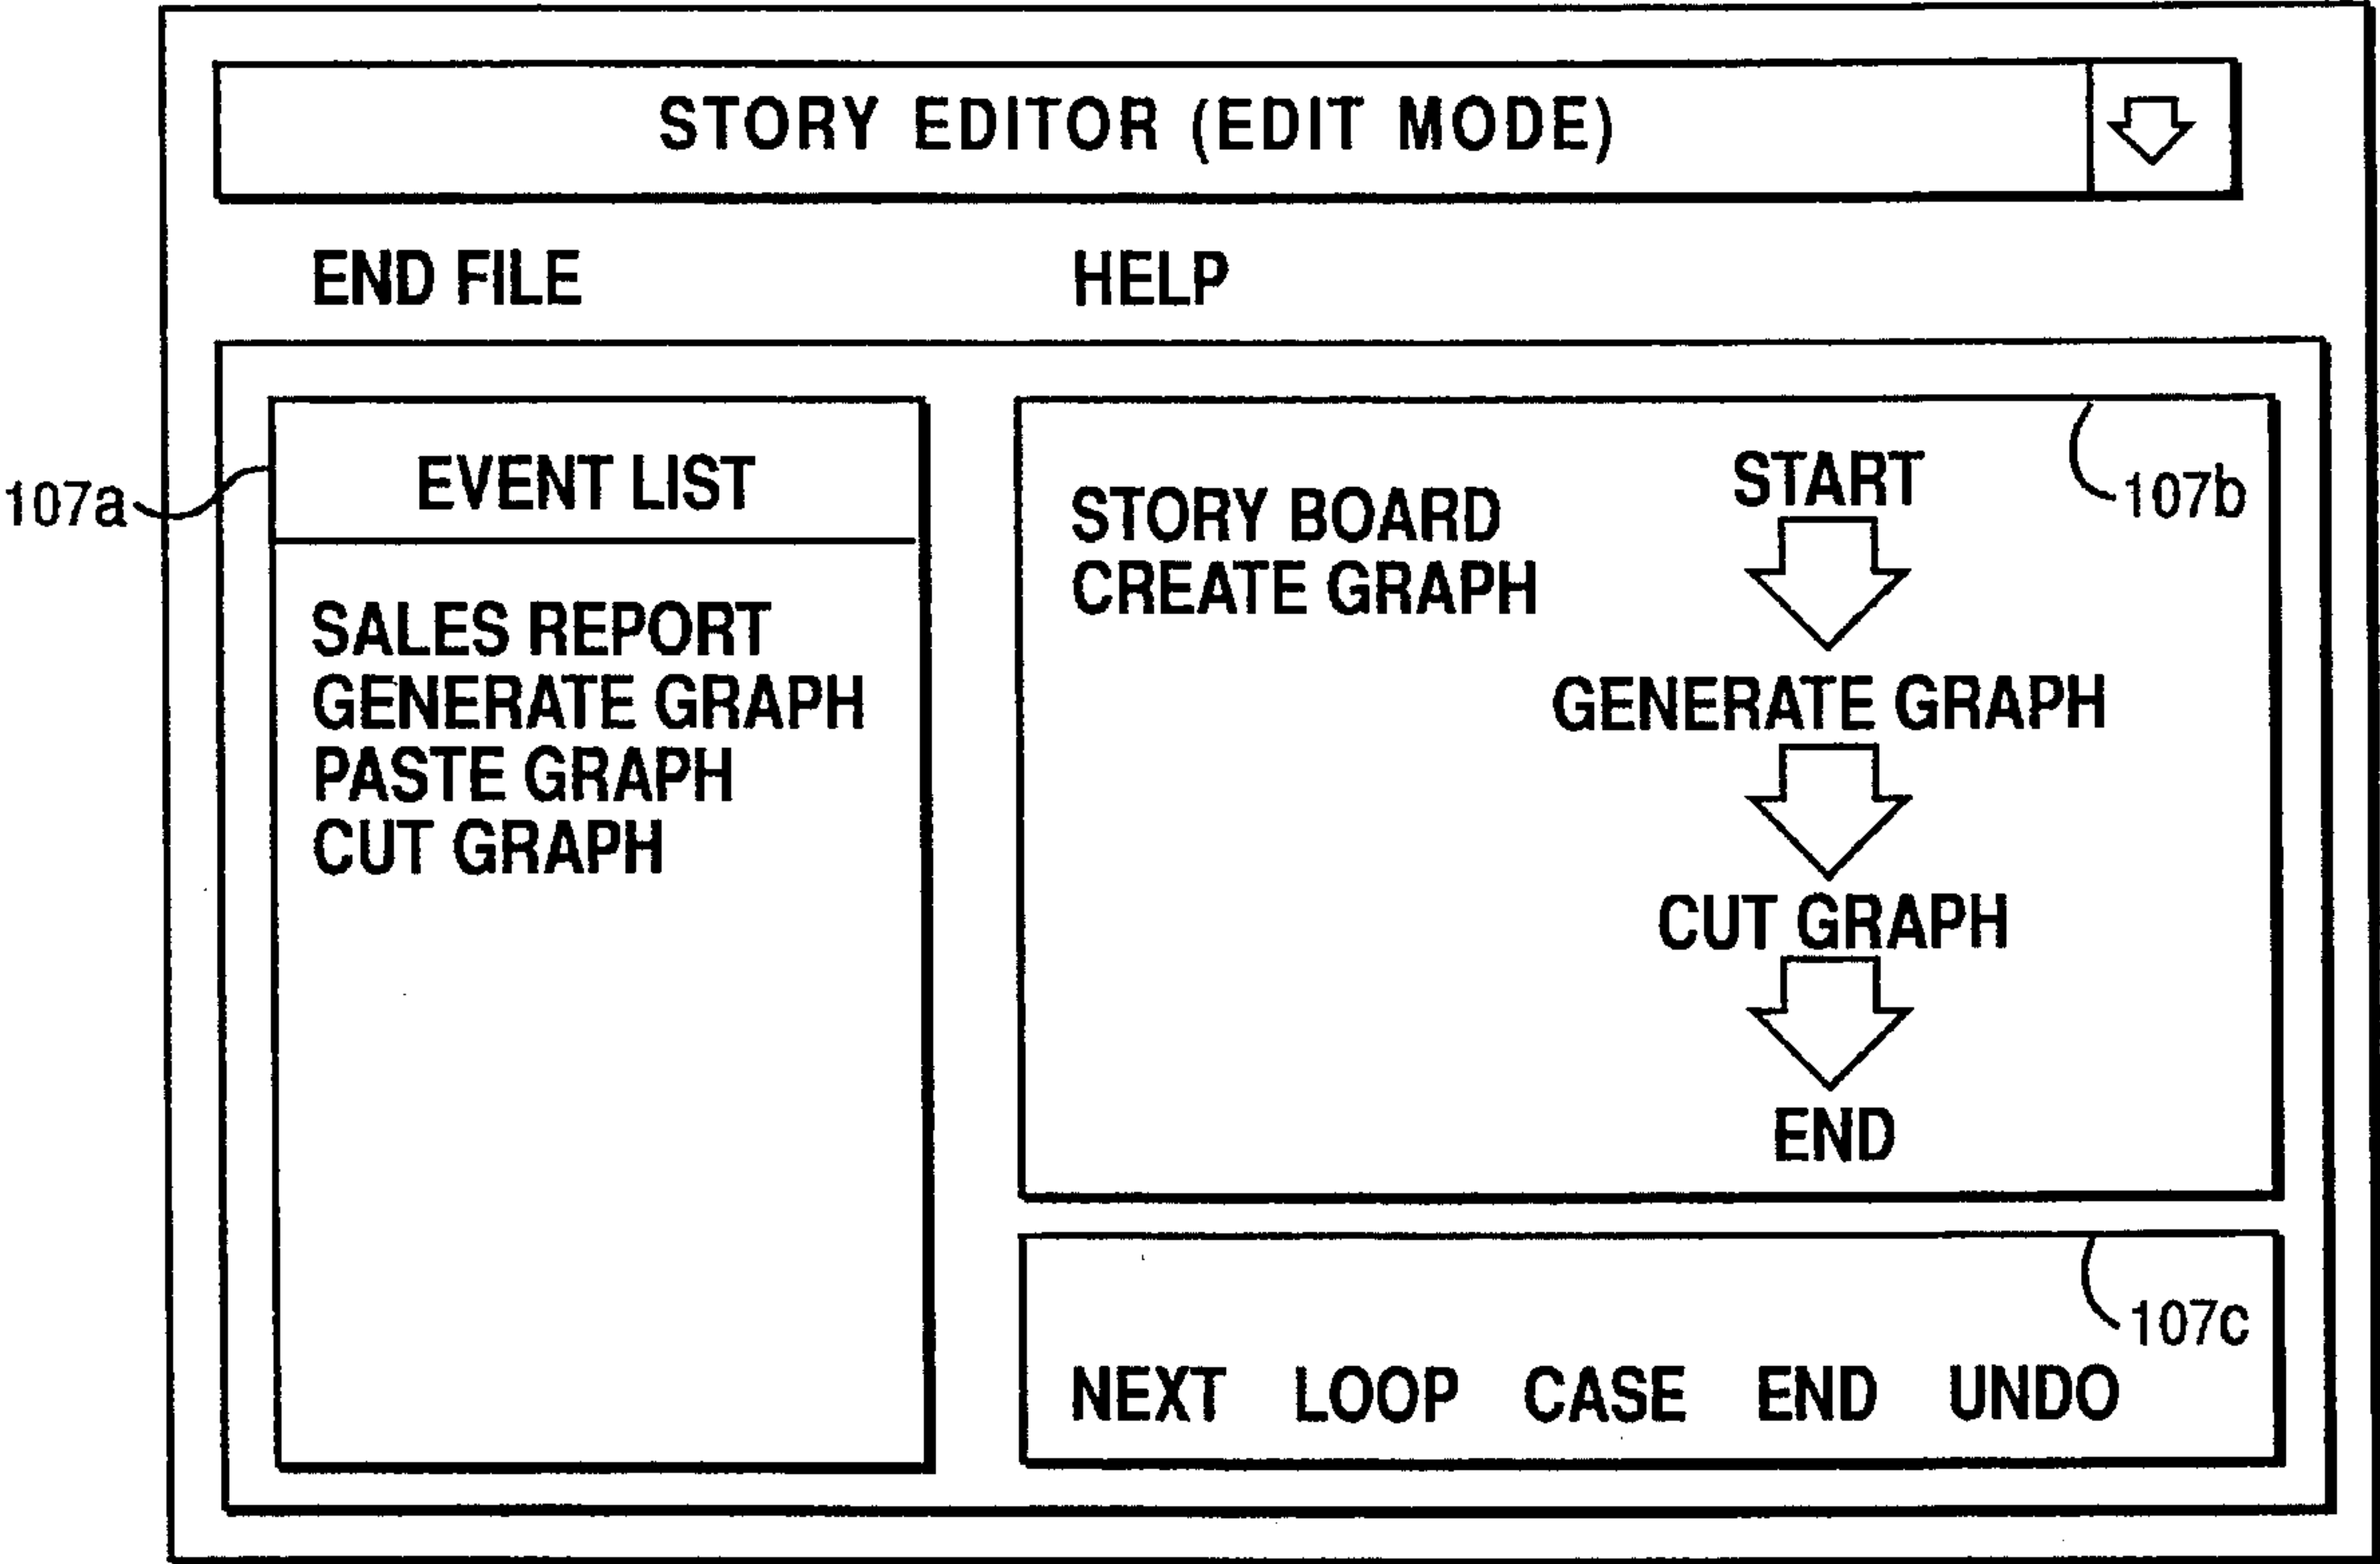 STORY EDITOR (EDIT MODE)
END FILE
HELP
107a
EVENT LIST
SALES REPORT
GENERATE GRAPH
PASTE GRAPH
CUT GRAPH
STORY BOARD
CREATE GRAPH
START
GENERATE GRAPH
CUT GRAPH
END
107b
107c
NEXT LOOP CASE END UNDO